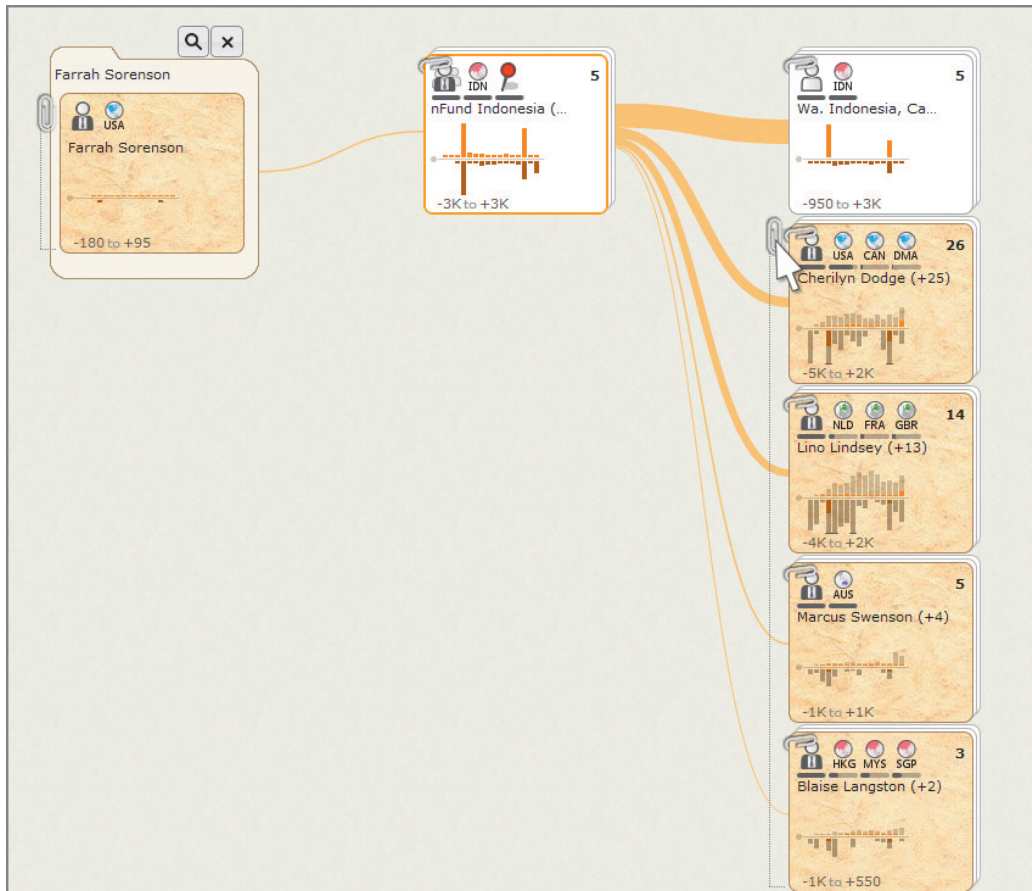 Farrah Sorenson
USA
Farrah Sorenson
-180 to +95
5
IDN
nFund Indonesia (...
-3K to +3K
5
IDN
Wa. Indonesia, Ca...
-950 to +3K
26
USA CAN DMA
Cherilyn Dodge (+25)
-5K to +2K
14
NLD FRA GBR
Lino Lindsey (+13)
-4K to +2K
5
AUS
Marcus Swenson (+4)
-1K to +1K
3
HKG MYS SGP
Blaise Langston (+2)
-1K to +550